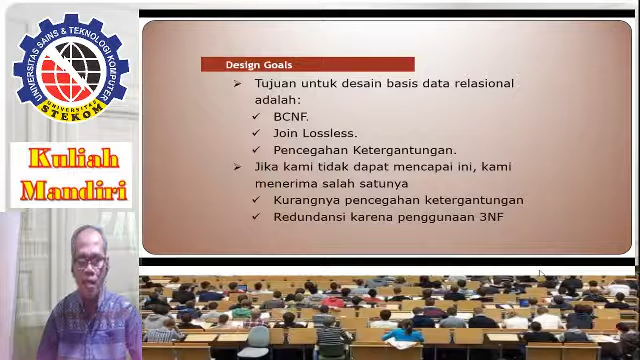 UNIVERSITAS SAINS & TEKNOLOGI KOMPUTER
UNIVERSITAS
STEKOM
Kuliah
Mandiri
Design Goals
Tujuan untuk desain basis data relasional
adalah:
BCNF.
Join Lossless.
Pencegahan Ketergantungan.
Jika kami tidak dapat mencapai ini, kami
menerima salah satunya
Kurangnya pencegahan ketergantungan
Redundansi karena penggunaan 3NF